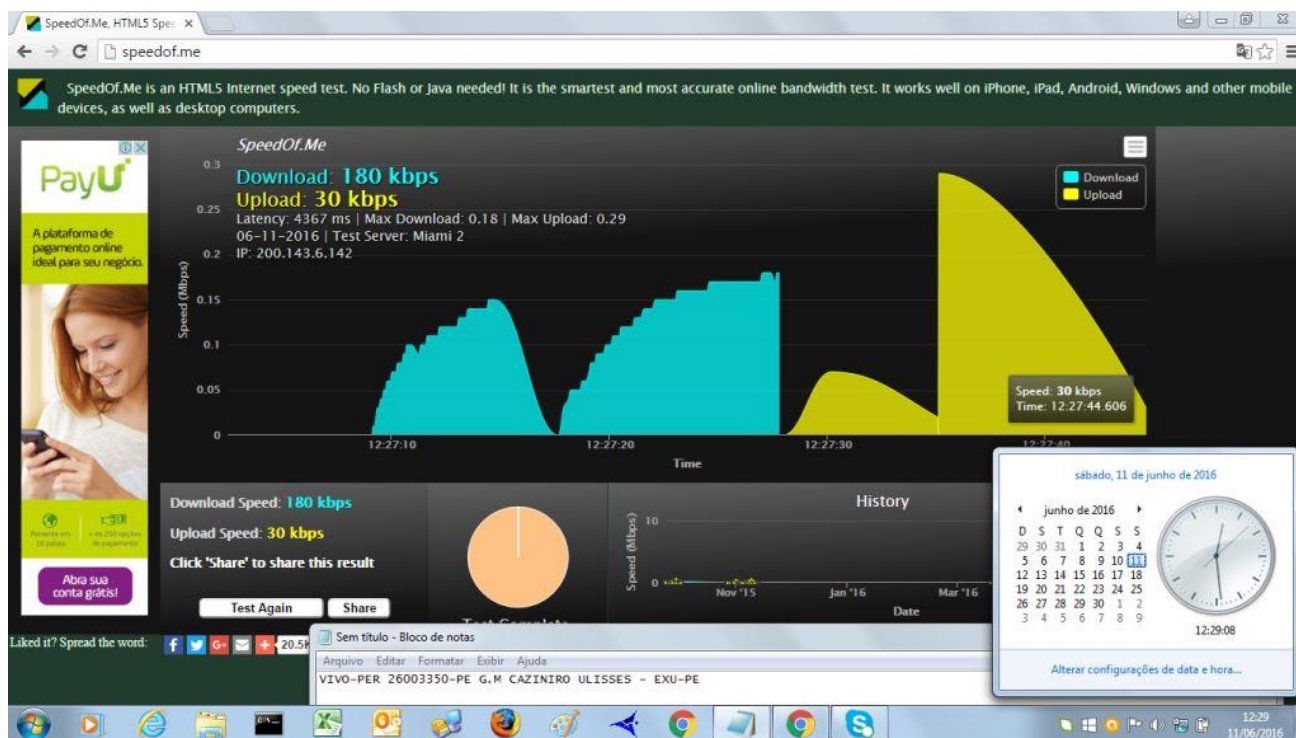 SpeedOf.Me, HTML5 Spee
speedof.me
SpeedOf.Me is an HTML5 Internet speed test. No Flash or Java needed! It is the smartest and most accurate online bandwidth test. It works well on iPhone, iPad, Android, Windows and other mobile
devices, as well as desktop computers.
PayU
A plataforma de
pagamento online
ideal para seu negócio.
Abra sua
conta grátis!
SpeedOf.Me
Download: 180 kbps
Upload: 30 kbps
Latency: 4367 ms | Max Download: 0.18 | Max Upload: 0.29
06-11-2016 | Test Server: Miami 2
IP: 200.143.6.142
Download
Upload
Speed (Mbps)
0.3
0.25
0.2
0.15
0.1
0.05
0
Speed: 30 kbps
Time: 12:27:44.606
12:27:10 12:27:20 12:27:30 12:27:40
Time
Download Speed: 180 kbps
Upload Speed: 30 kbps
Click 'Share' to share this result
Test Again Share
History
Speed (Mbps)
10
0
Nov '15 Jan '16 Mar '16
Date
sábado, 11 de junho de 2016
junho de 2016
D S T Q Q S S
29 30 31 1 2 3 4
5 6 7 8 9 10 11
12 13 14 15 16 17 18
19 20 21 22 23 24 25
26 27 28 29 30 1 2
3 4 5 6 7 8 9
12:29:08
Alterar configurações de data e hora...
Liked it? Spread the word:
20.5K
Sem título - Bloco de notas
Arquivo Editar Formatar Exibir Ajuda
VIVO-PER 26003350-PE G.M CAZINIRO ULISSES - EXU-PE
12:29
11/06/2016